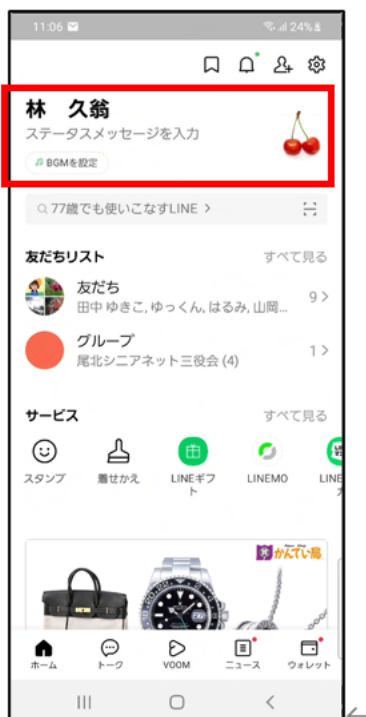 11:06
24%
林　久翁
ステータスメッセージを入力
BGMを設定
77歳でも使いこなすLINE >
友だちリスト
すべて見る
友だち
田中 ゆきこ, ゆっくん, はるみ, 山岡...
9 >
グループ
尾北シニアネット三役会 (4)
1 >
サービス
すべて見る
スタンプ
着せかえ
LINEギフト
LINEMO
LINE
かんてい局
ホーム
トーク
VOOM
ニュース
ウォレット